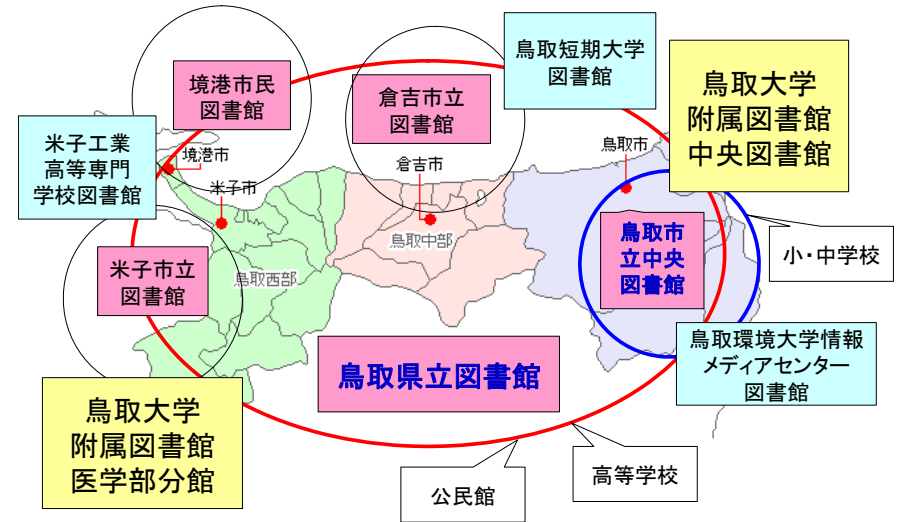 鳥取短期大学
図書館
鳥取大学
附属図書館
中央図書館
境港市民
図書館
倉吉市立
図書館
米子工業
高等専門
学校図書館
境港市
米子市
倉吉市
鳥取市
鳥取中部
鳥取西部
鳥取市
立中央
図書館
小・中学校
米子市立
図書館
鳥取県立図書館
鳥取環境大学情報
メディアセンター
図書館
鳥取大学
附属図書館
医学部分館
公民館
高等学校